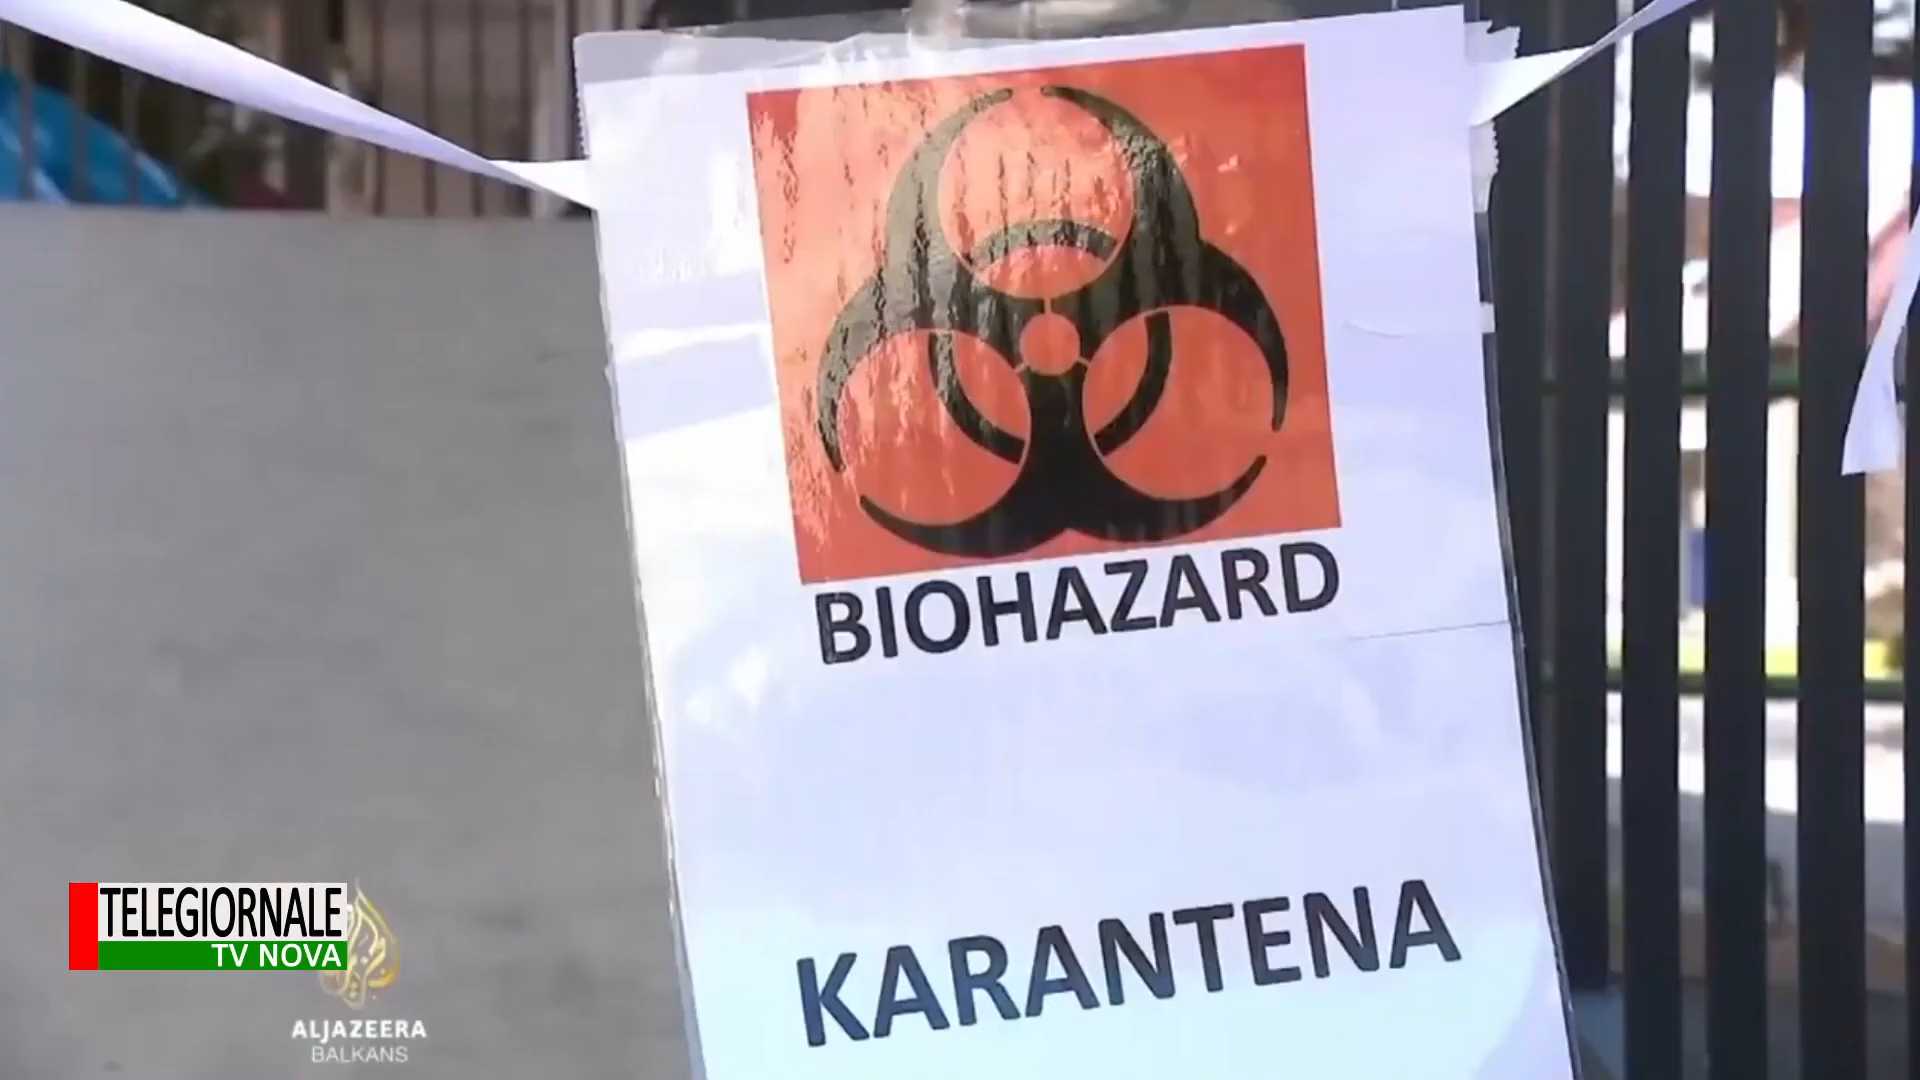 BIOHAZARD
KARANTENA
TELEGIORNALE
TV NOVA
ALJAZEERA
BALKANS